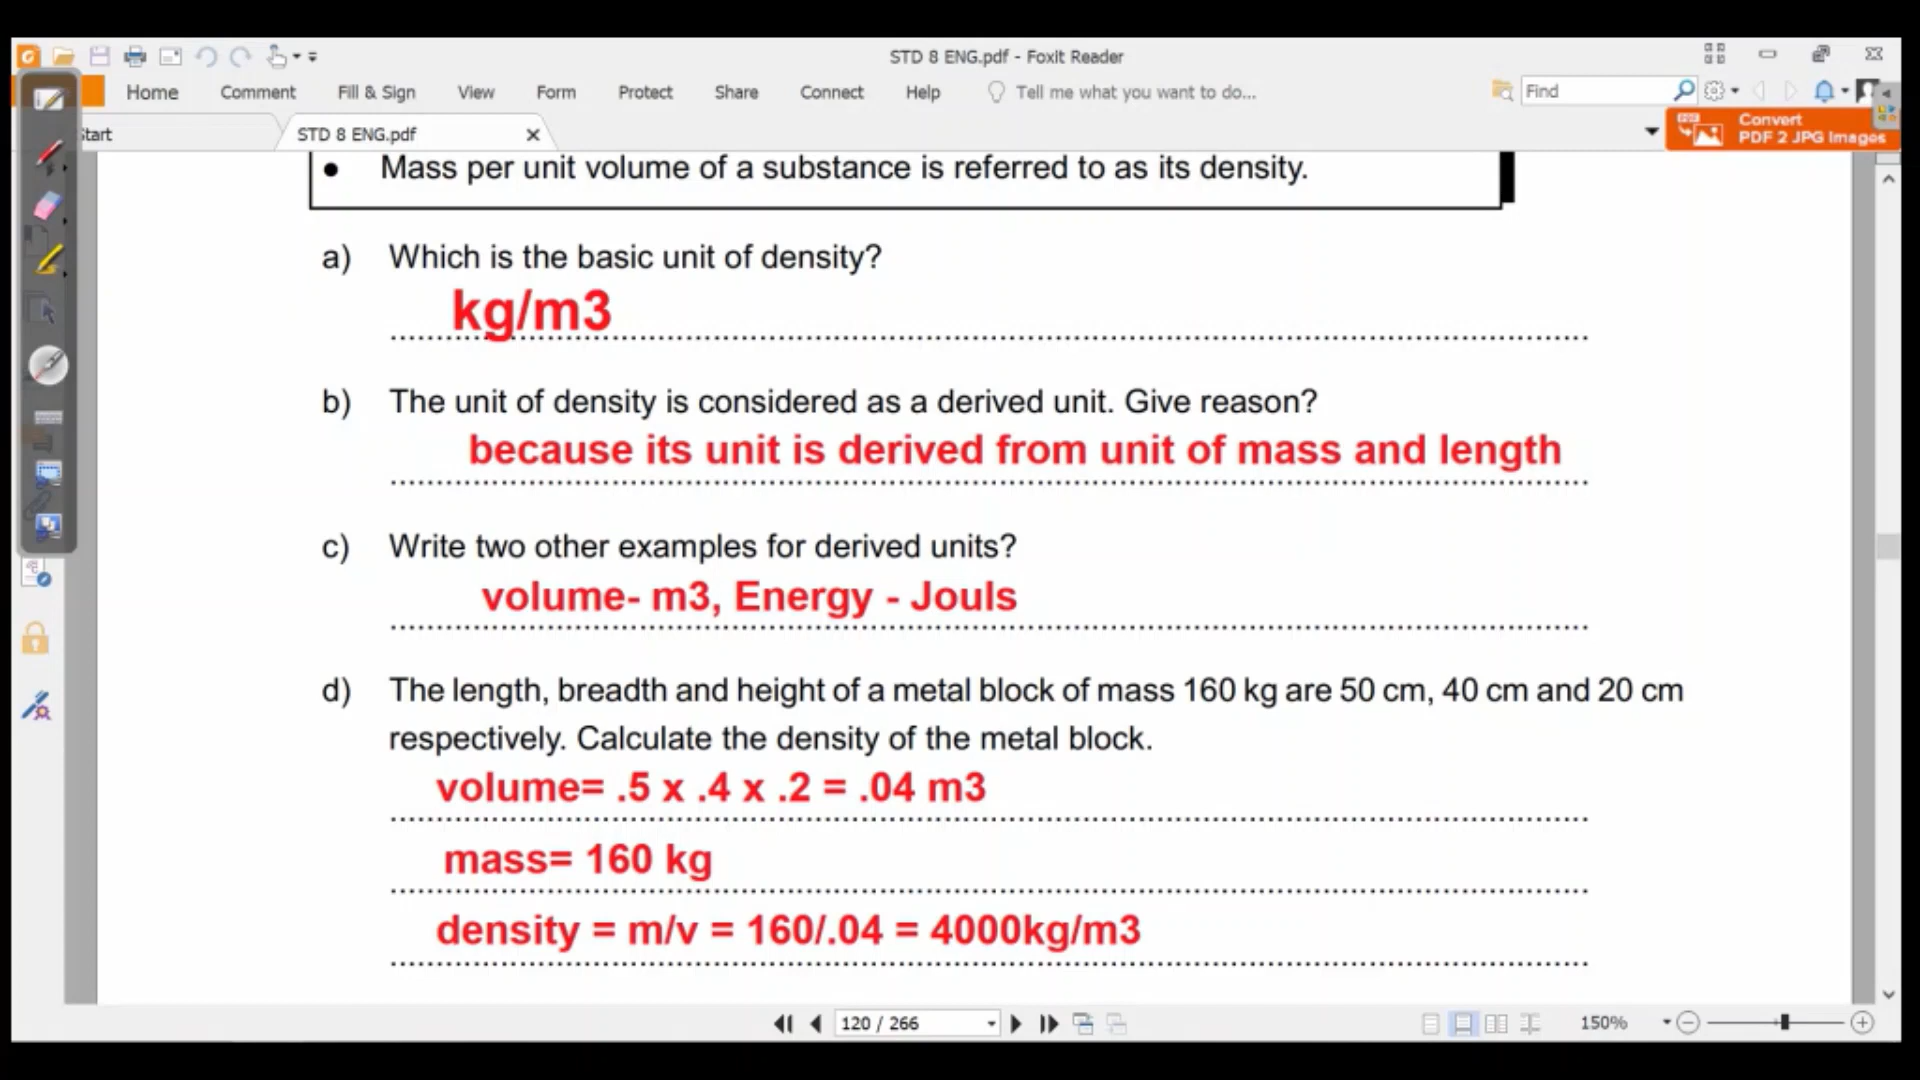 STD 8 ENG.pdf - Foxit Reader
Home Comment Fill & Sign View Form Protect Share Connect Help Tell me what you want to do... Find
Start STD 8 ENG.pdf
Convert
PDF 2 JPG Images
● Mass per unit volume of a substance is referred to as its density.
a) Which is the basic unit of density?
kg/m3
b) The unit of density is considered as a derived unit. Give reason?
because its unit is derived from unit of mass and length
c) Write two other examples for derived units?
volume- m3, Energy - Jouls
d) The length, breadth and height of a metal block of mass 160 kg are 50 cm, 40 cm and 20 cm
respectively. Calculate the density of the metal block.
volume= .5 x .4 x .2 = .04 m3
mass= 160 kg
density = m/v = 160/.04 = 4000kg/m3
120 / 266
150%